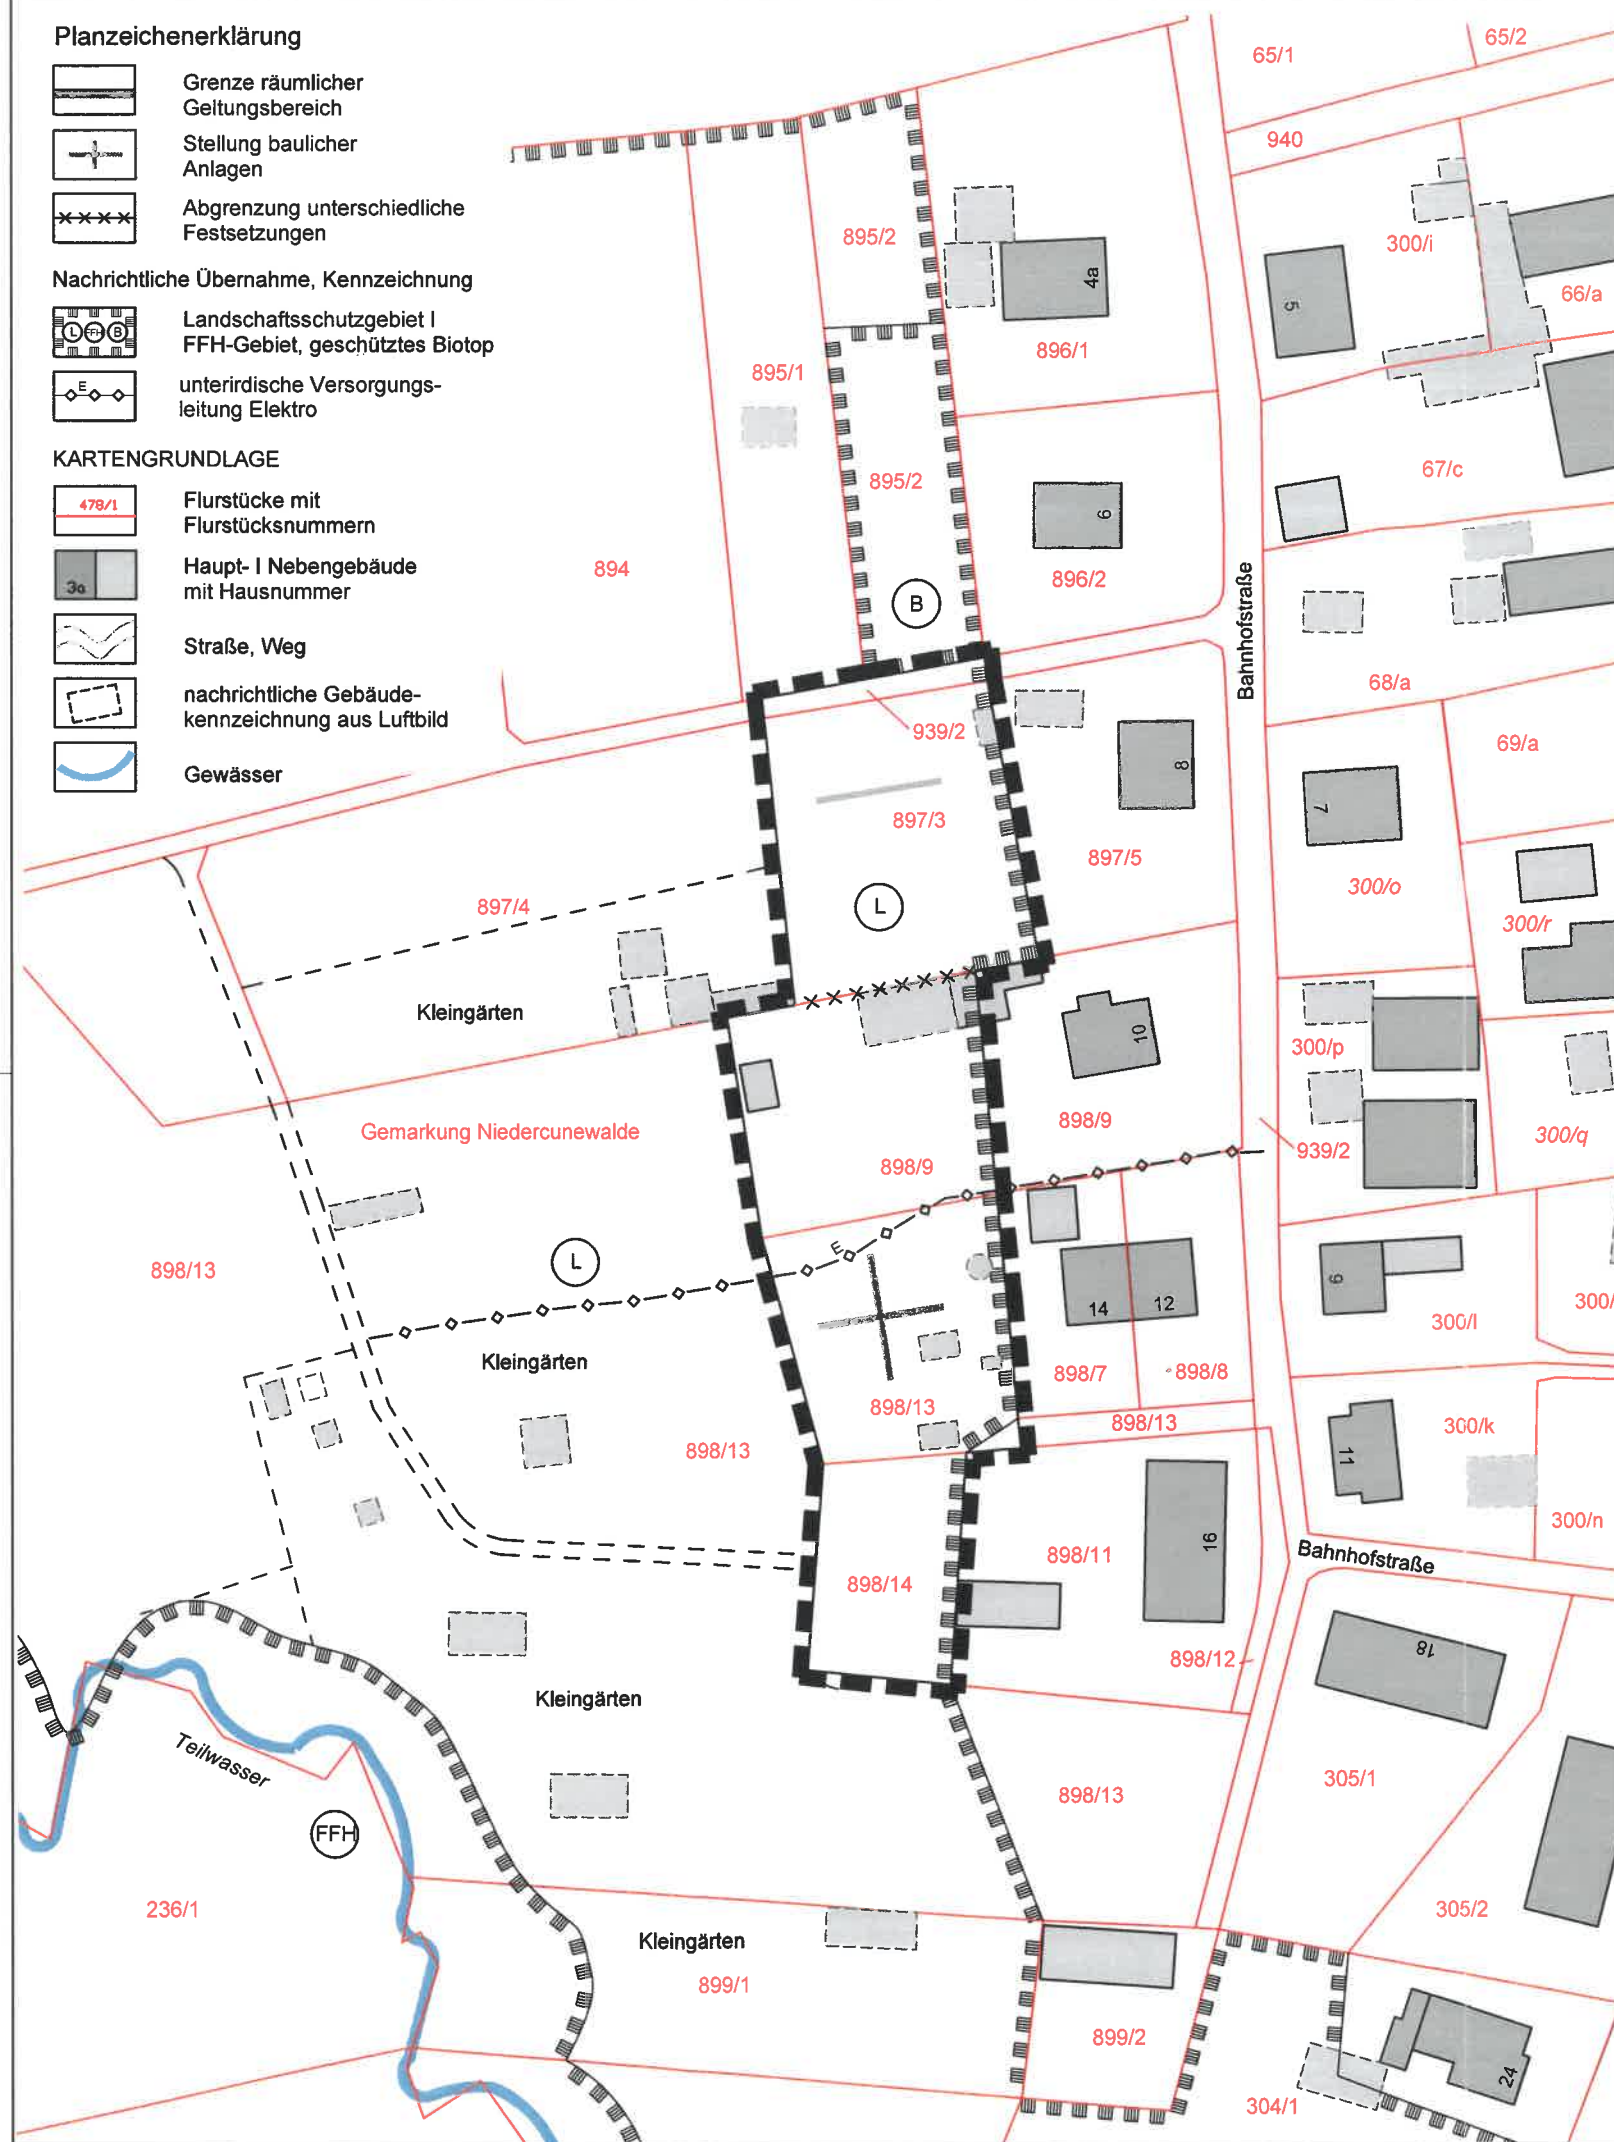 Planzeichenerklärung
Grenze räumlicher
Geltungsbereich
Stellung baulicher
Anlagen
Abgrenzung unterschiedliche
Festsetzungen
Nachrichtliche Übernahme, Kennzeichnung
L FFH B
Landschaftsschutzgebiet I
FFH-Gebiet, geschütztes Biotop
E
unterirdische Versorgungs-
leitung Elektro
KARTENGRUNDLAGE
478/1
Flurstücke mit
Flurstücksnummern
3a
Haupt- I Nebengebäude
mit Hausnummer
Straße, Weg
nachrichtliche Gebäude-
kennzeichnung aus Luftbild
Gewässer
65/1
65/2
940
895/2
4a
300/i
5
66/a
896/1
895/1
895/2
67/c
6
894
896/2
B
Bahnhofstraße
68/a
939/2
69/a
8
7
897/3
897/5
300/o
897/4
L
300/r
Kleingärten
10
300/p
898/9
Gemarkung Niedercunewalde
300/q
939/2
898/9
E
898/13
L
9
14
12
300/l
300/
Kleingärten
898/7
898/8
898/13
898/13
300/k
898/13
11
300/n
16
898/11
Bahnhofstraße
898/14
18
898/12
Kleingärten
Teilwasser
305/1
898/13
FFH
236/1
305/2
Kleingärten
899/1
899/2
24
304/1